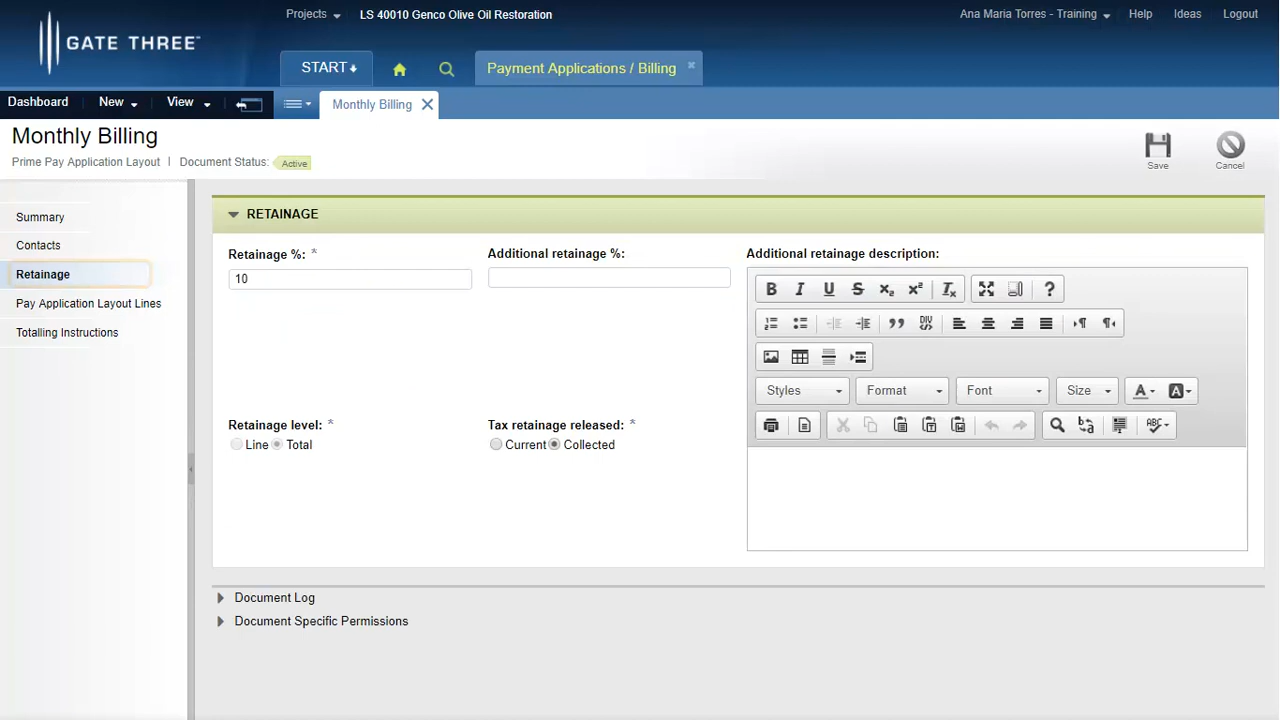 Projects
LS 40010 Genco Olive Oil Restoration
Ana Maria Torres - Training
Help
Ideas
Logout
GATE THREE
START
Payment Applications / Billing
Dashboard
New
View
Monthly Billing
Monthly Billing
Prime Pay Application Layout | Document Status: Active
Save
Cancel
Summary
Contacts
Retainage
Pay Application Layout Lines
Totalling Instructions
RETAINAGE
Retainage %: *
10
Additional retainage %:
Additional retainage description:
Styles
Format
Font
Size
Retainage level: *
Line Total
Tax retainage released: *
Current Collected
Document Log
Document Specific Permissions